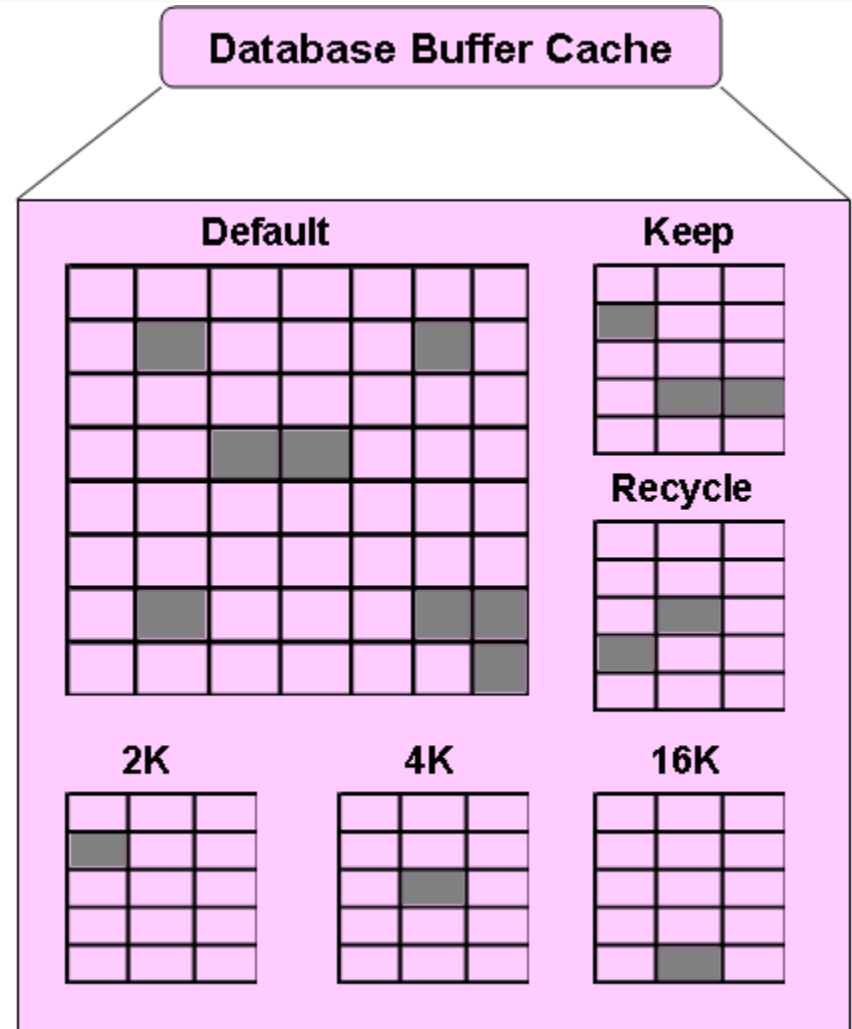 Database Buffer Cache
Default
Keep
Recycle
2K
4K
16K